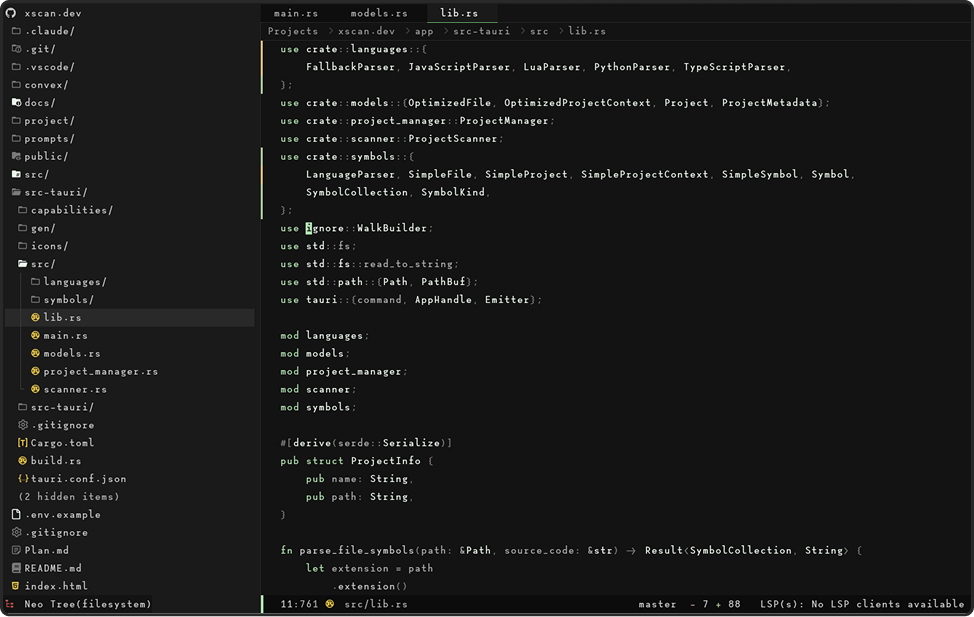 xscan.dev
.claude/
.git/
.vscode/
convex/
docs/
project/
prompts/
public/
src/
src-tauri/
capabilities/
gen/
icons/
src/
languages/
symbols/
lib.rs
main.rs
models.rs
project_manager.rs
scanner.rs
src-tauri/
.gitignore
Cargo.toml
build.rs
tauri.conf.json
(2 hidden items)
.env.example
.gitignore
Plan.md
README.md
index.html
Neo Tree(filesystem)
main.rs models.rs lib.rs
Projects > xscan.dev > app > src-tauri > src > lib.rs
use crate::languages::{
FallbackParser, JavaScriptParser, LuaParser, PythonParser, TypeScriptParser,
};
use crate::models::{OptimizedFile, OptimizedProjectContext, Project, ProjectMetadata};
use crate::project_manager::ProjectManager;
use crate::scanner::ProjectScanner;
use crate::symbols::{
LanguageParser, SimpleFile, SimpleProject, SimpleProjectContext, SimpleSymbol, Symbol,
SymbolCollection, SymbolKind,
};
use ignore::WalkBuilder;
use std::fs;
use std::fs::read_to_string;
use std::path::{Path, PathBuf};
use tauri::{command, AppHandle, Emitter};
mod languages;
mod models;
mod project_manager;
mod scanner;
mod symbols;
#[derive(serde::Serialize)]
pub struct ProjectInfo {
pub name: String,
pub path: String,
}
fn parse_file_symbols(path: &Path, source_code: &str) -> Result<SymbolCollection, String> {
let extension = path
.extension()
11:761 src/lib.rs master - 7 + 88 LSP(s): No LSP clients available